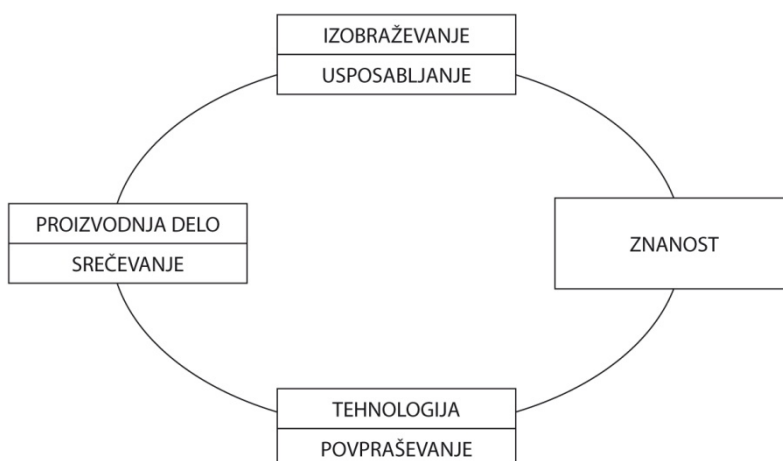 IZOBRAŽEVANJE
USPOSABLJANJE
PROIZVODNJA DELO
SREČEVANJE
ZNANOST
TEHNOLOGIJA
POVPRAŠEVANJE